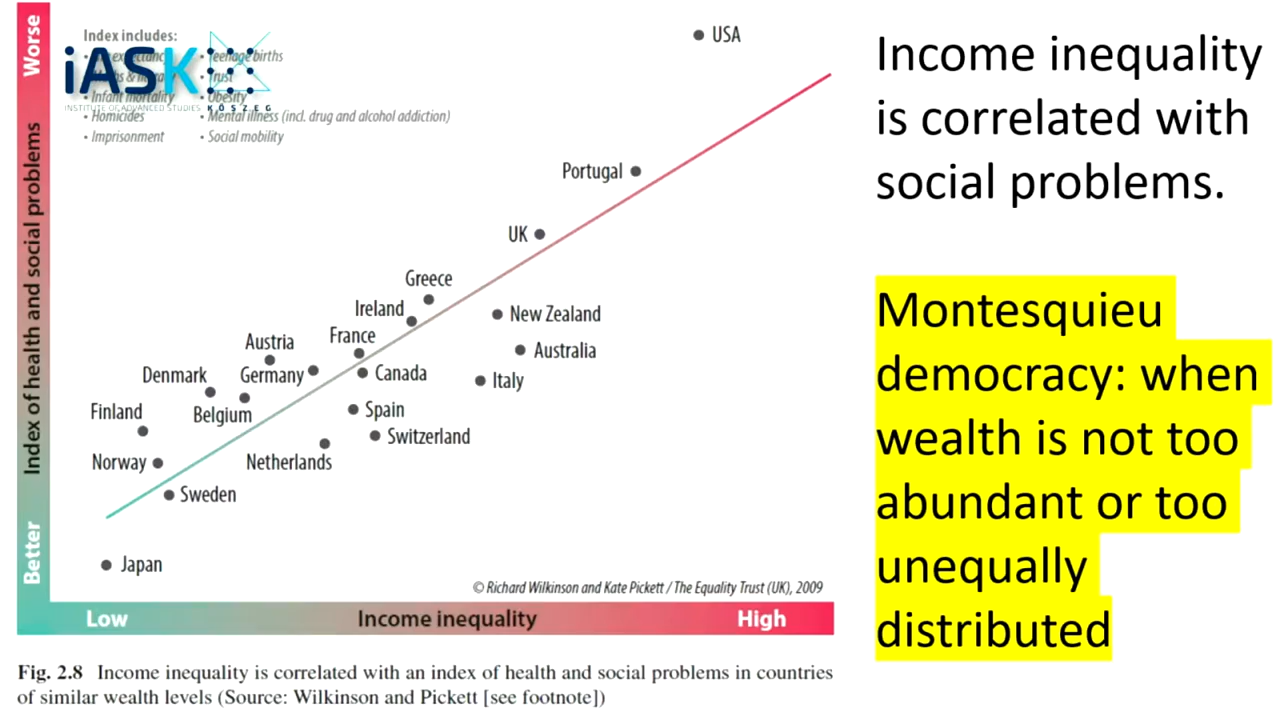 Worse
Index of health and social problems
Better
Index includes:
• Teenage births
• Trust
• Infant mortality
• Obesity
• Homicides
• Mental illness (incl. drug and alcohol addiction)
• Imprisonment
• Social mobility
iASK
INSTITUTE OF ADVANCED STUDIES KŐSZEG
USA
Portugal
UK
Greece
Ireland
New Zealand
France
Austria
Australia
Denmark
Germany
Canada
Italy
Finland
Belgium
Spain
Switzerland
Norway
Netherlands
Sweden
Japan
© Richard Wilkinson and Kate Pickett / The Equality Trust (UK), 2009
Low Income inequality High
Fig. 2.8 Income inequality is correlated with an index of health and social problems in countries
of similar wealth levels (Source: Wilkinson and Pickett [see footnote])
Income inequality
is correlated with
social problems.
Montesquieu
democracy: when
wealth is not too
abundant or too
unequally
distributed